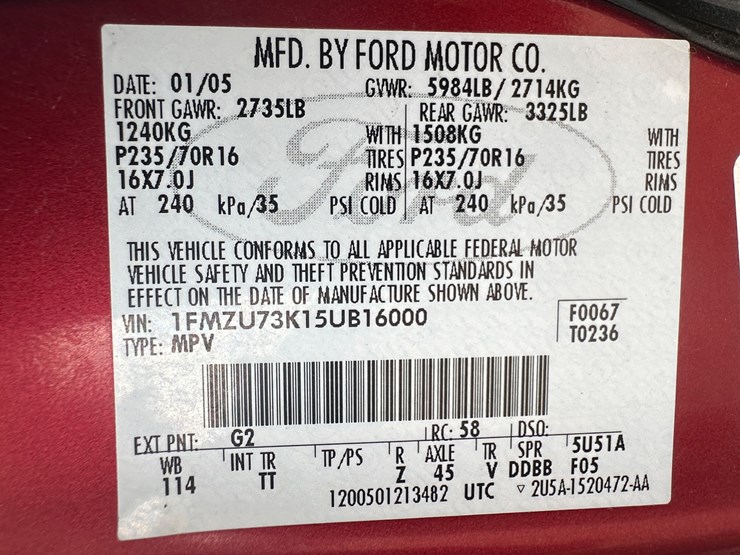 MFD. BY FORD MOTOR CO.
DATE: 01/05 GVWR: 5984LB/2714KG
FRONT GAWR: 2735LB REAR GAWR: 3325LB
1240KG WITH 1508KG WITH
P235/70R16 TIRES P235/70R16 TIRES
16X7.0J RIMS 16X7.0J RIMS
AT 240 kPa/35 PSI COLD AT 240 kPa/35 PSI COLD
Ford
THIS VEHICLE CONFORMS TO ALL APPLICABLE FEDERAL MOTOR
VEHICLE SAFETY AND THEFT PREVENTION STANDARDS IN
EFFECT ON THE DATE OF MANUFACTURE SHOWN ABOVE.
VIN: 1FMZU73K15UB16000 F0067
TYPE: MPV T0236
EXT PNT: G2 RC: 58 DSO:
WB INT TR TP/PS R AXLE TR SPR 5U51A
114 TT Z 45 V DDBB F05
1200501213482 UTC ▽ 2U5A-1520472-AA